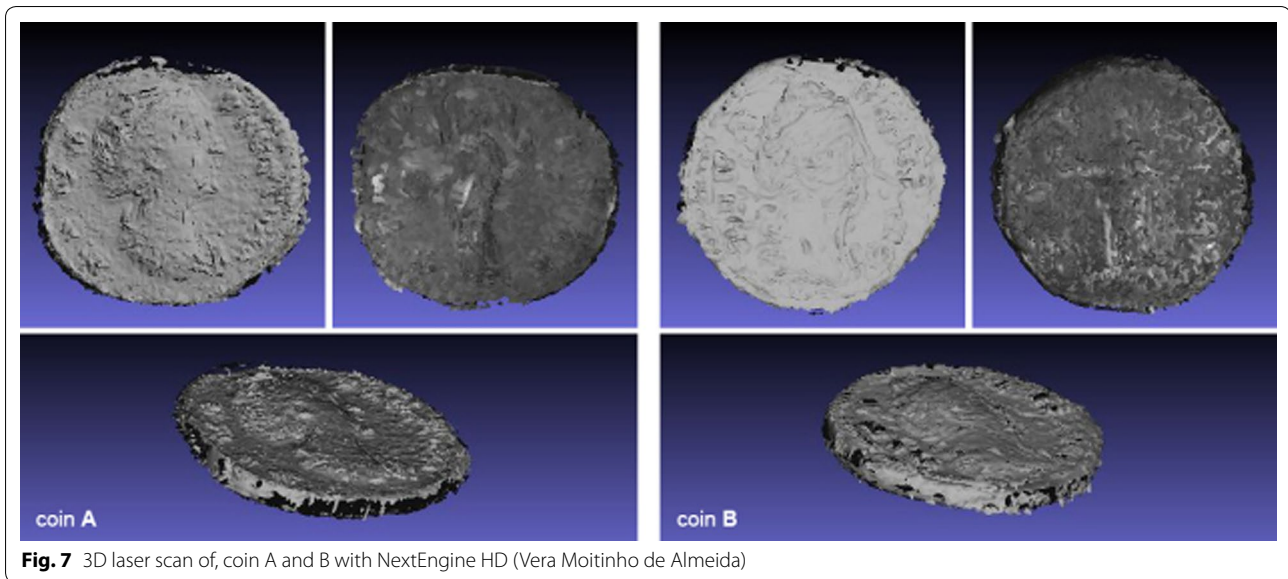 coin A
coin B
Fig. 7 3D laser scan of, coin A and B with NextEngine HD (Vera Moitinho de Almeida)